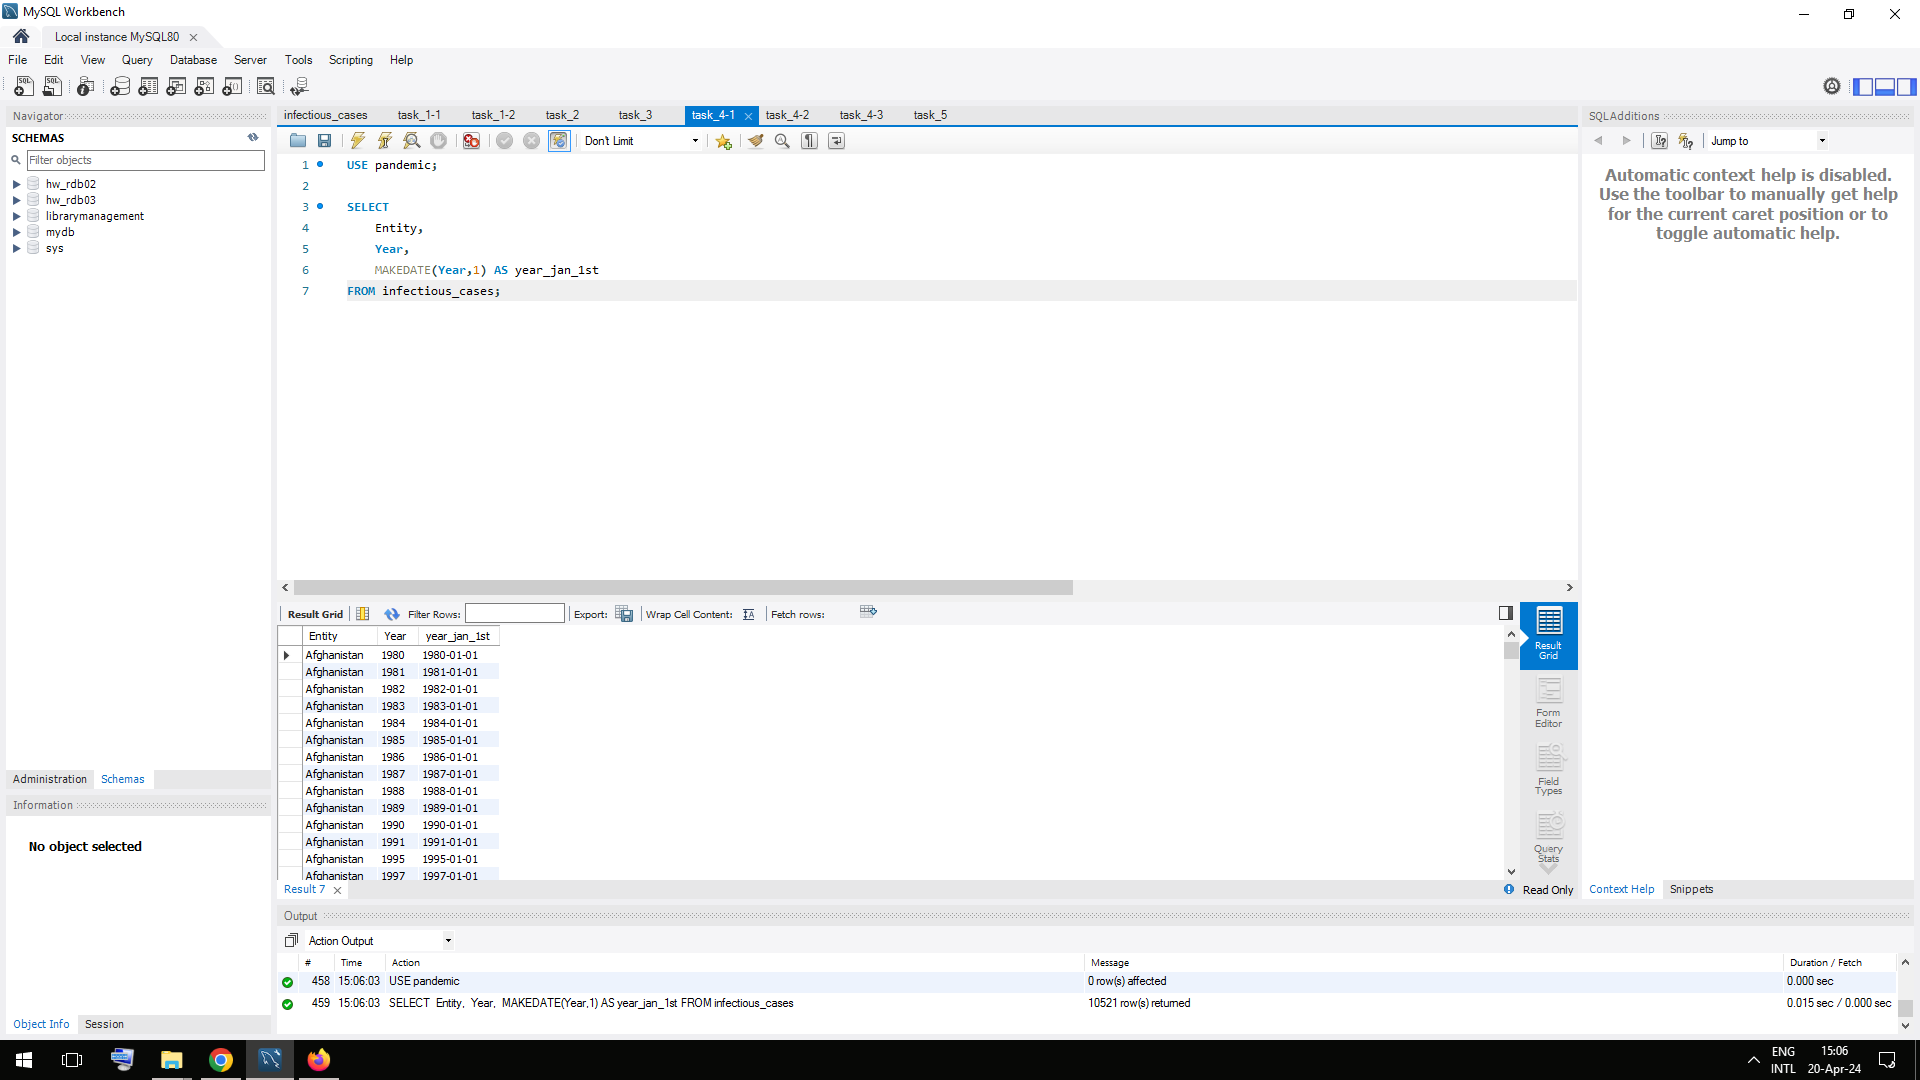 MySQL Workbench
Local instance MySQL80
File Edit View Query Database Server Tools Scripting Help
Navigator
SCHEMAS
Filter objects
hw_rdb02
hw_rdb03
librarymanagement
mydb
sys
Administration Schemas
Information
No object selected
Object Info Session
infectious_cases task_1-1 task_1-2 task_2 task_3 task_4-1 task_4-2 task_4-3 task_5
Don't Limit
1 USE pandemic;
2
3 SELECT
4 Entity,
5 Year,
6 MAKEDATE(Year,1) AS year_jan_1st
7 FROM infectious_cases;
Result Grid Filter Rows: Export: Wrap Cell Content: Fetch rows:
Entity Year year_jan_1st
Afghanistan 1980 1980-01-01
Afghanistan 1981 1981-01-01
Afghanistan 1982 1982-01-01
Afghanistan 1983 1983-01-01
Afghanistan 1984 1984-01-01
Afghanistan 1985 1985-01-01
Afghanistan 1986 1986-01-01
Afghanistan 1987 1987-01-01
Afghanistan 1988 1988-01-01
Afghanistan 1989 1989-01-01
Afghanistan 1990 1990-01-01
Afghanistan 1991 1991-01-01
Afghanistan 1995 1995-01-01
Afghanistan 1997 1997-01-01
Result
Grid
Form
Editor
Field
Types
Query
Stats
Result 7
Read Only
SQLAdditions
Jump to
Automatic context help is disabled.
Use the toolbar to manually get help
for the current caret position or to
toggle automatic help.
Context Help Snippets
Output
Action Output
# Time Action Message Duration / Fetch
458 15:06:03 USE pandemic 0 row(s) affected 0.000 sec
459 15:06:03 SELECT Entity, Year, MAKEDATE(Year,1) AS year_jan_1st FROM infectious_cases 10521 row(s) returned 0.015 sec / 0.000 sec
ENG 15:06
INTL 20-Apr-24